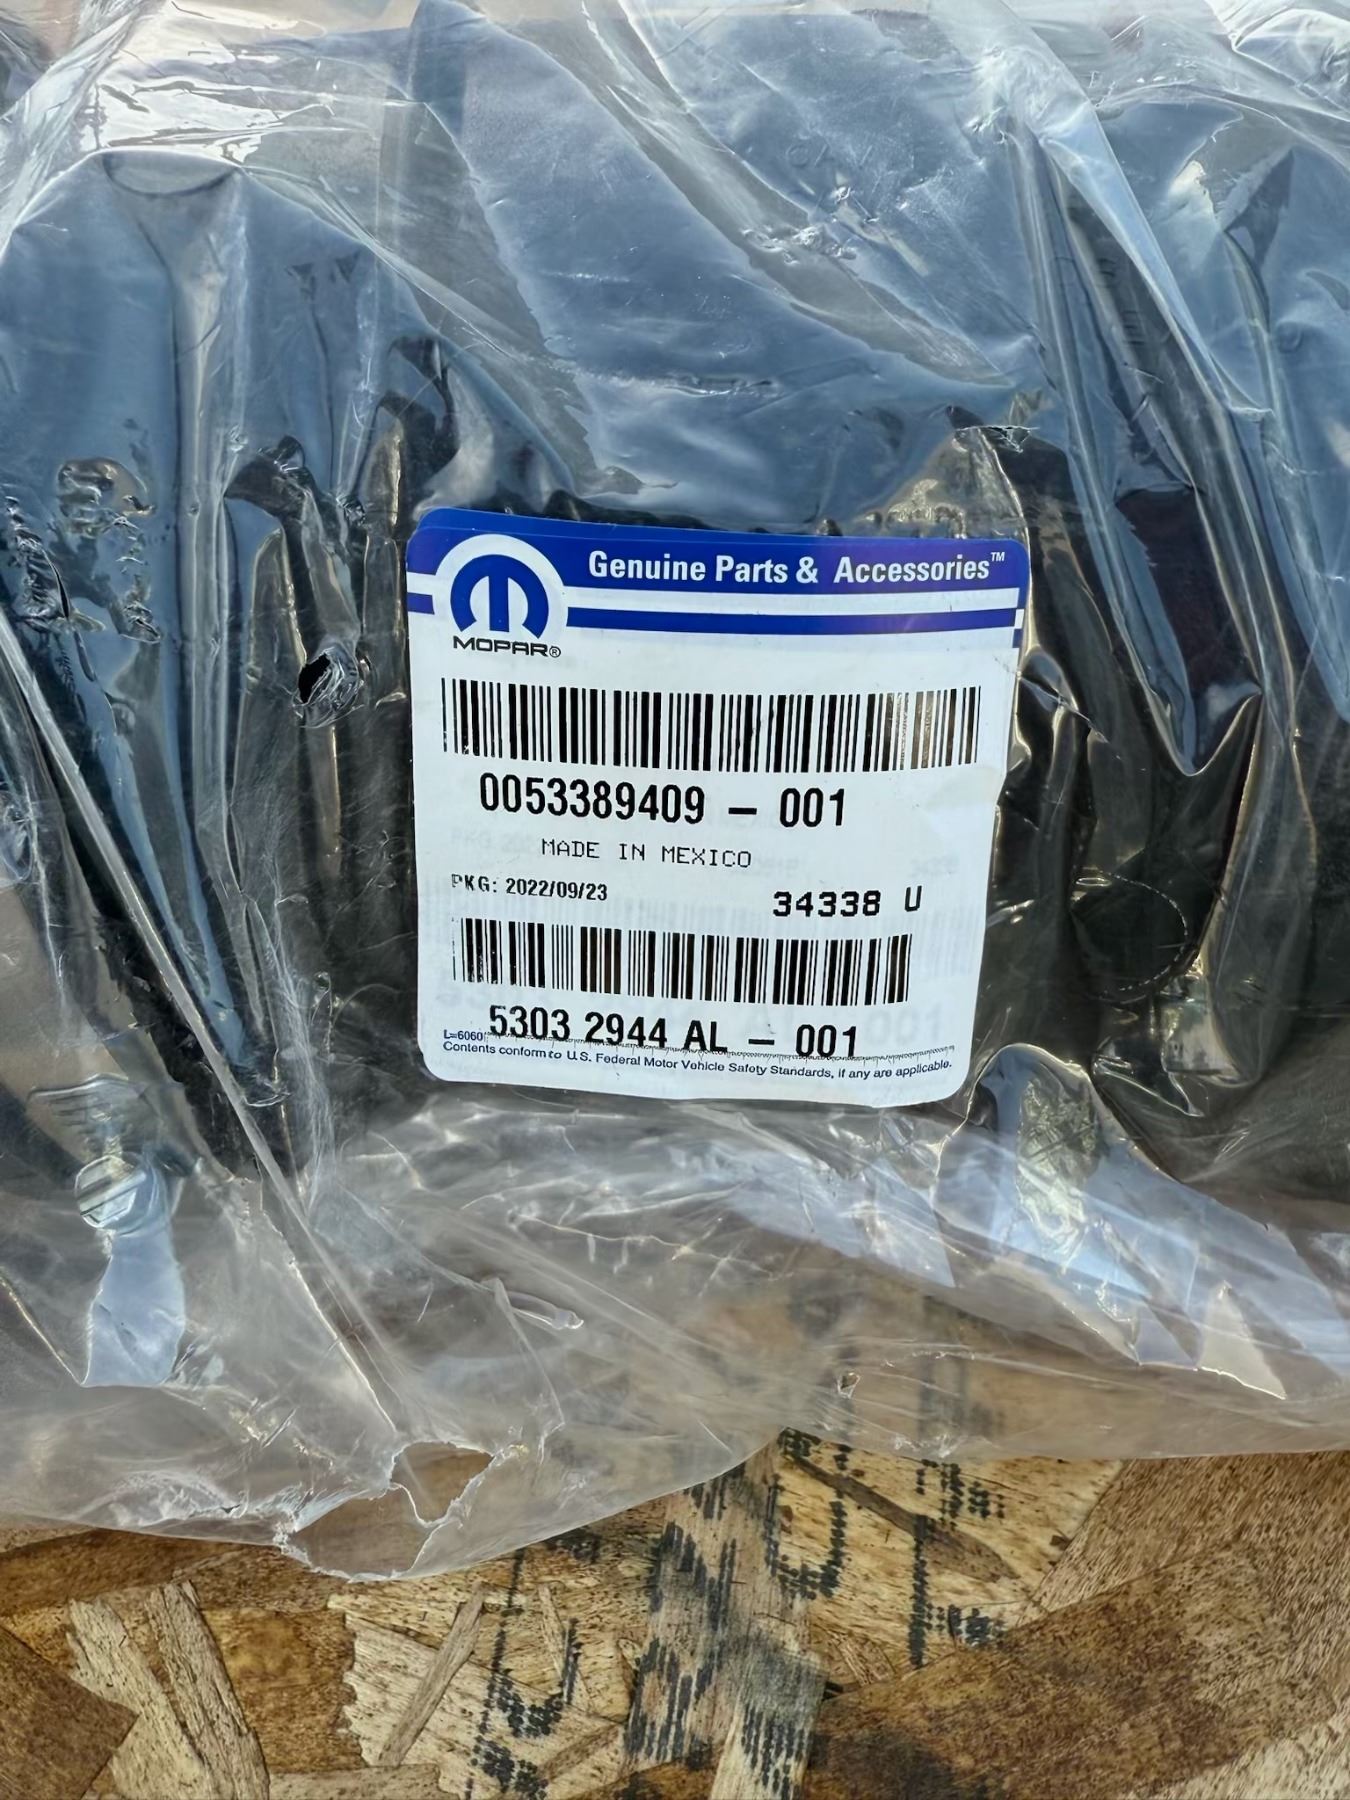 Genuine Parts & Accessories™
MOPAR®
0053389409 – 001
MADE IN MEXICO
PKG: 2022/09/23
34338 U
5303 2944 AL – 001
L=6060
Contents conform to U.S. Federal Motor Vehicle Safety Standards, if any are applicable.